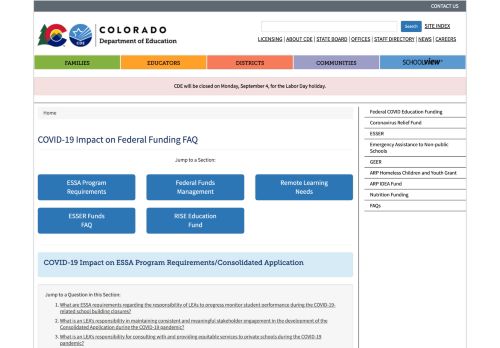 CONTACT US
COLORADO
CDE
Department of Education
Search
SITE INDEX
LICENSING | ABOUT CDE | STATE BOARD | OFFICES | STAFF DIRECTORY | NEWS | CAREERS
FAMILIES
EDUCATORS
DISTRICTS
COMMUNITIES
SCHOOLVIEW
CDE will be closed on Monday, September 4, for the Labor Day holiday.
Home
COVID-19 Impact on Federal Funding FAQ
Jump to a Section:
ESSA Program
Requirements
Federal Funds
Management
Remote Learning
Needs
ESSER Funds
FAQ
RISE Education
Fund
COVID-19 Impact on ESSA Program Requirements/Consolidated Application
Jump to a Question in this Section:
1. What are ESSA requirements regarding the responsibility of LEAs to progress monitor student performance during the COVID-19-
related school building closures?
2. What is an LEA's responsibility in maintaining consistent and meaningful stakeholder engagement in the development of the
Consolidated Application during the COVID-19 pandemic?
3. What is an LEA's responsibility for consulting with and providing equitable services to private schools during the COVID-19
pandemic?
Federal COVID Education Funding
Coronavirus Relief Fund
ESSER
Emergency Assistance to Non-public
Schools
GEER
ARP Homeless Children and Youth Grant
ARP IDEA Fund
Nutrition Funding
FAQs